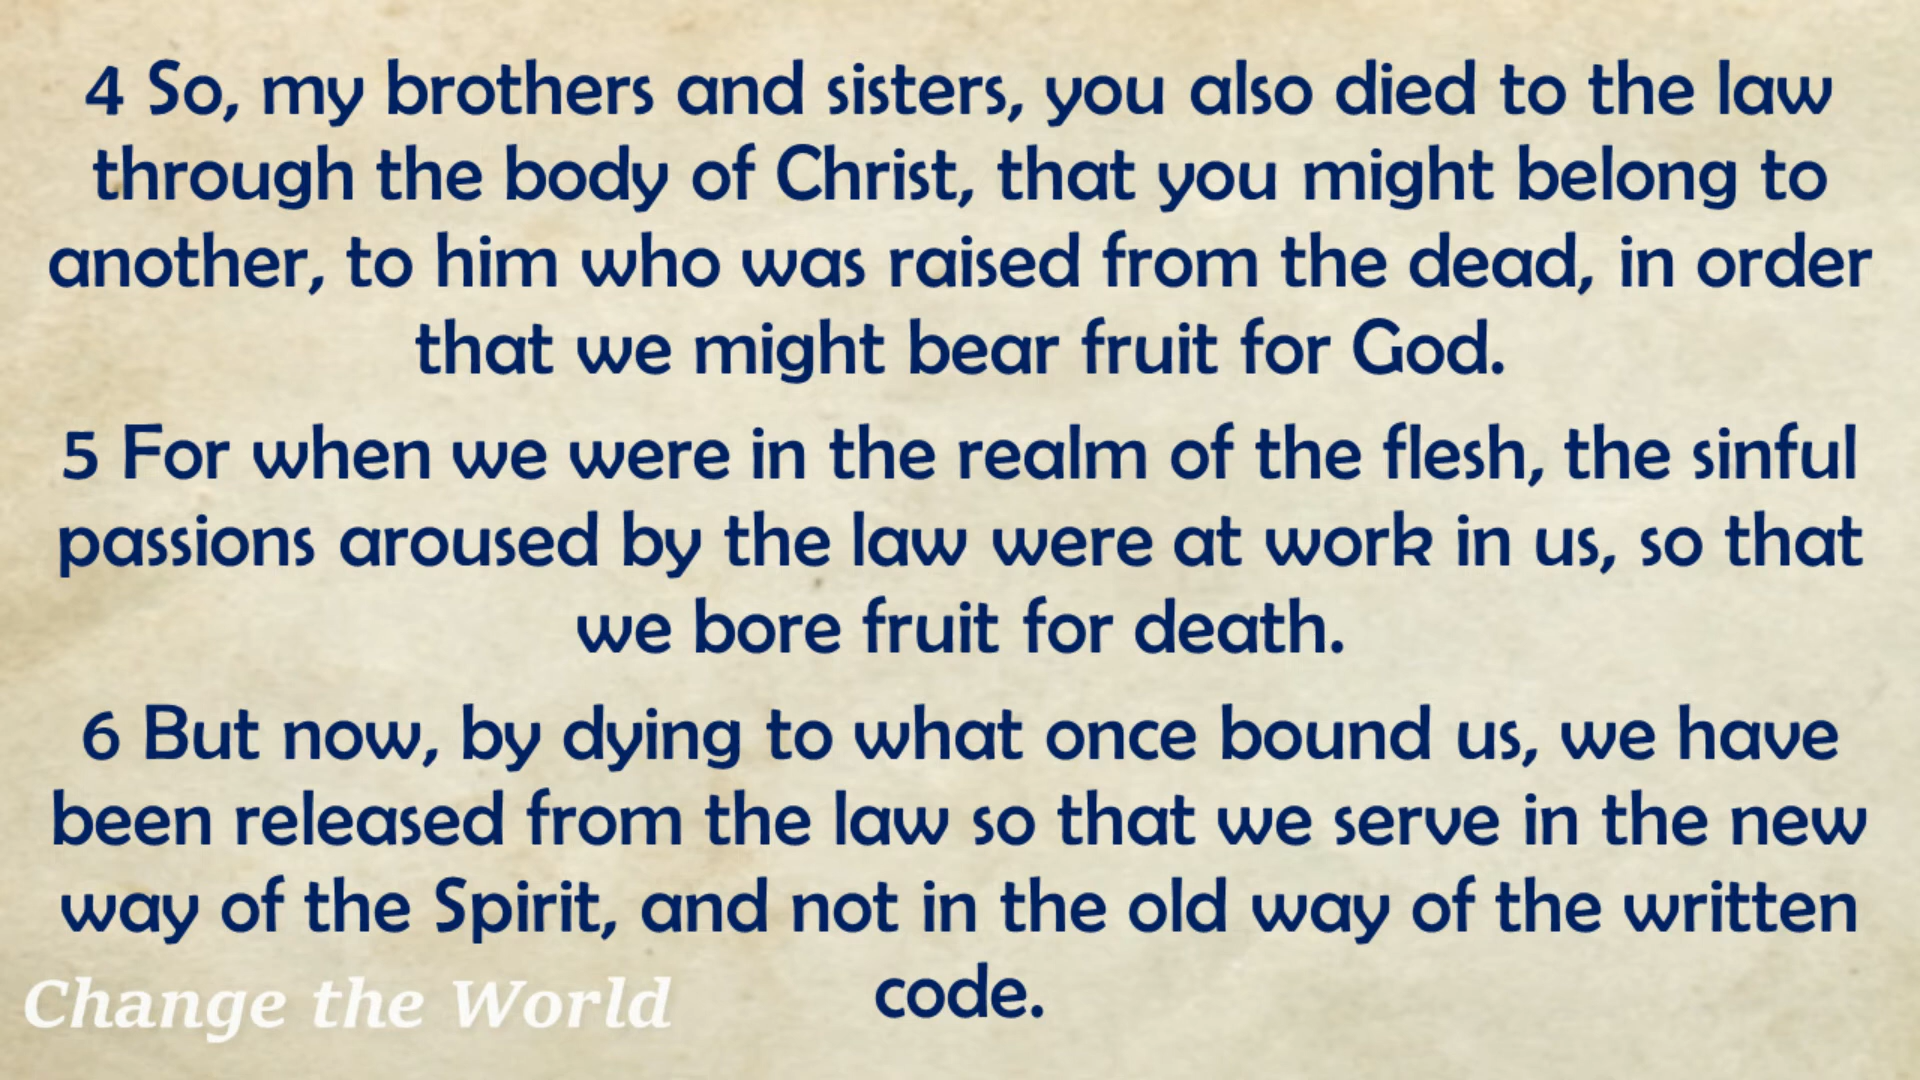 4 So, my brothers and sisters, you also died to the law
through the body of Christ, that you might belong to
another, to him who was raised from the dead, in order
that we might bear fruit for God.
5 For when we were in the realm of the flesh, the sinful
passions aroused by the law were at work in us, so that
we bore fruit for death.
6 But now, by dying to what once bound us, we have
been released from the law so that we serve in the new
way of the Spirit, and not in the old way of the written
code.
Change the World